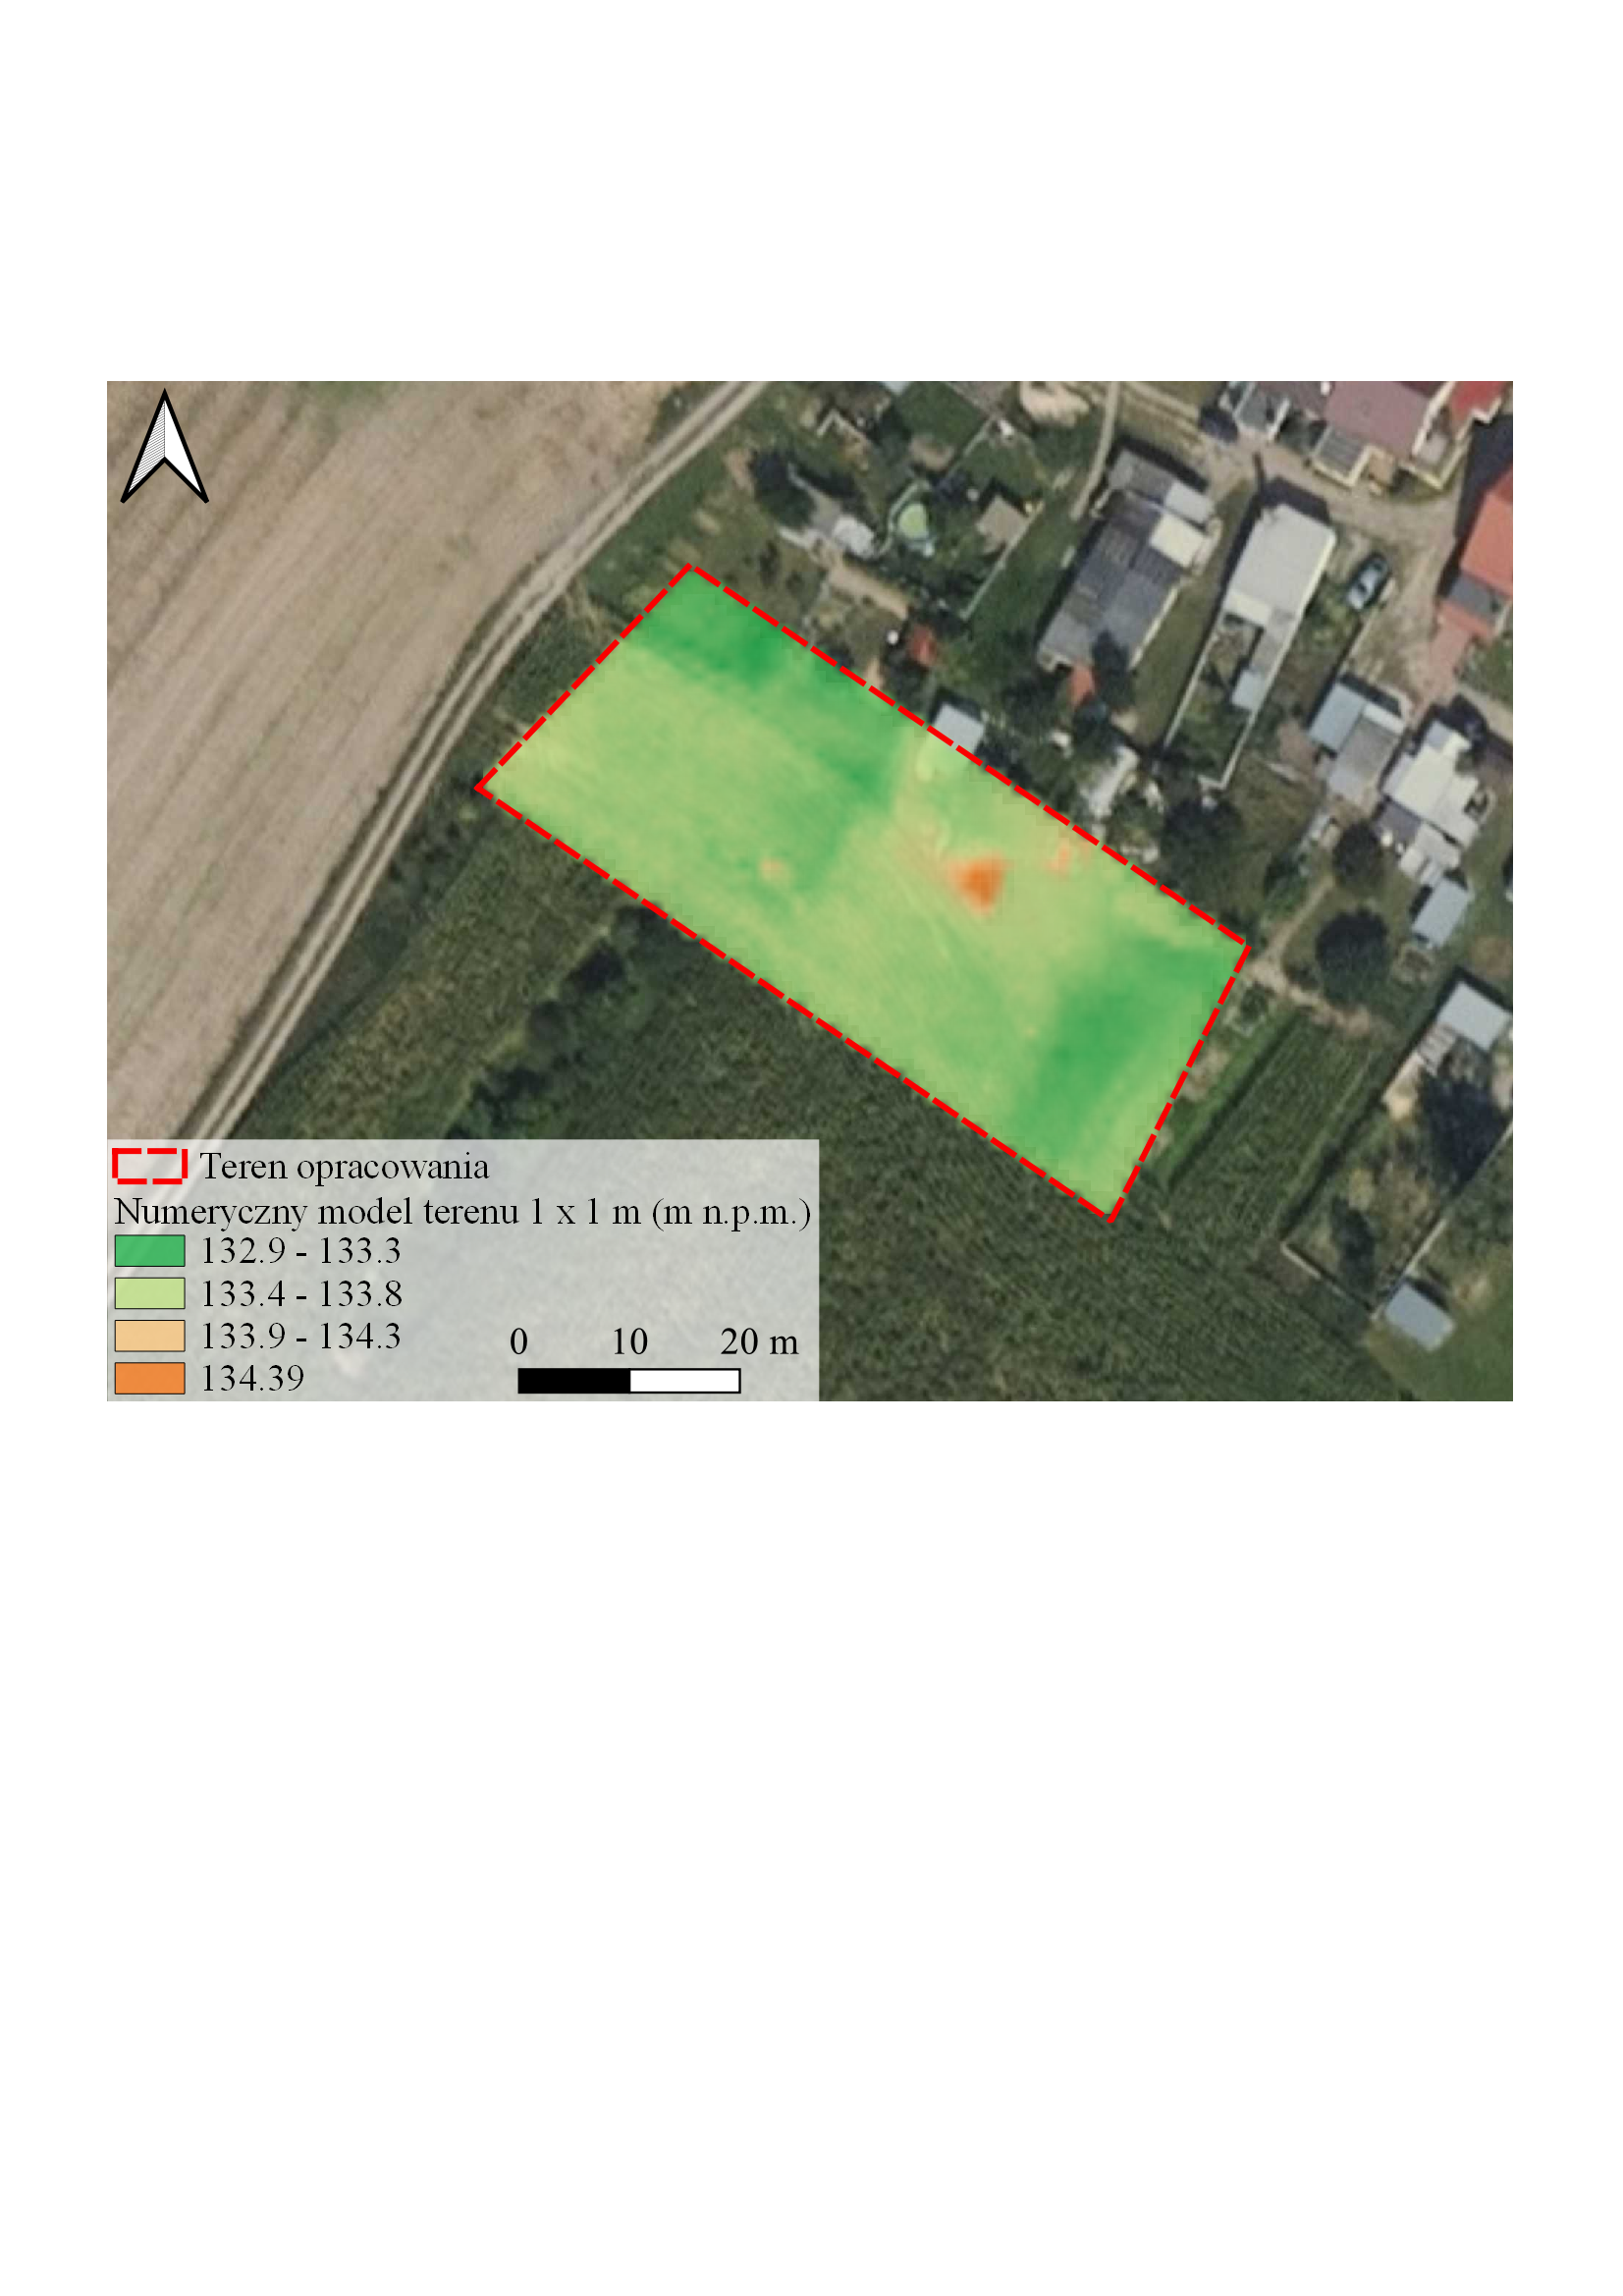 Teren opracowania
Numeryczny model terenu 1 x 1 m (m n.p.m.)
132.9 - 133.3
133.4 - 133.8
133.9 - 134.3
134.39
0 10 20 m